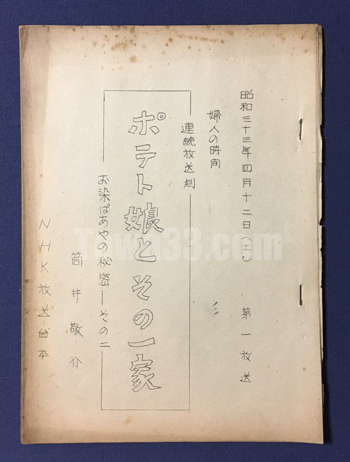 昭和三十三年四月十二日(土) 第一放送
婦人の時間
連続放送劇
ポテト娘とその一家
お染ばあやの秘密―その二
筒井敬介
NHK放送台本